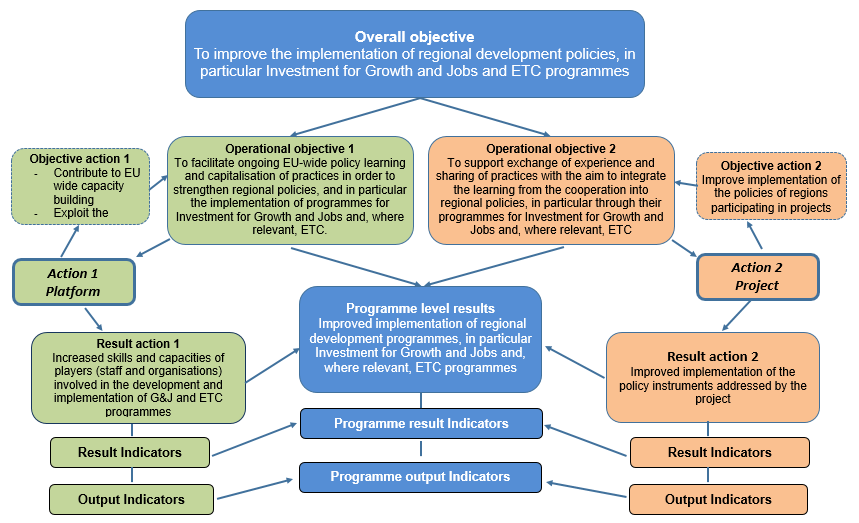 Overall objective
To improve the implementation of regional development policies, in
particular Investment for Growth and Jobs and ETC programmes
Objective action 1
- Contribute to EU
wide capacity
building
- Exploit the
Operational objective 1
To facilitate ongoing EU-wide policy learning
and capitalisation of practices in order to
strengthen regional policies, and in particular
the implementation of programmes for
Investment for Growth and Jobs and, where
relevant, ETC.
Operational objective 2
To support exchange of experience and
sharing of practices with the aim to integrate
the learning from the cooperation into
regional policies, in particular through their
programmes for Investment for Growth and
Jobs and, where relevant, ETC
Objective action 2
Improve implementation of
the policies of regions
participating in projects
Action 1
Platform
Action 2
Project
Programme level results
Improved implementation of regional
development programmes, in particular
Investment for Growth and Jobs and,
where relevant, ETC programmes
Result action 1
Increased skills and capacities of
players (staff and organisations)
involved in the development and
implementation of G&J and ETC
programmes
Result action 2
Improved implementation of the
policy instruments addressed by the
project
Programme result Indicators
Result Indicators
Result Indicators
Programme output Indicators
Output Indicators
Output Indicators